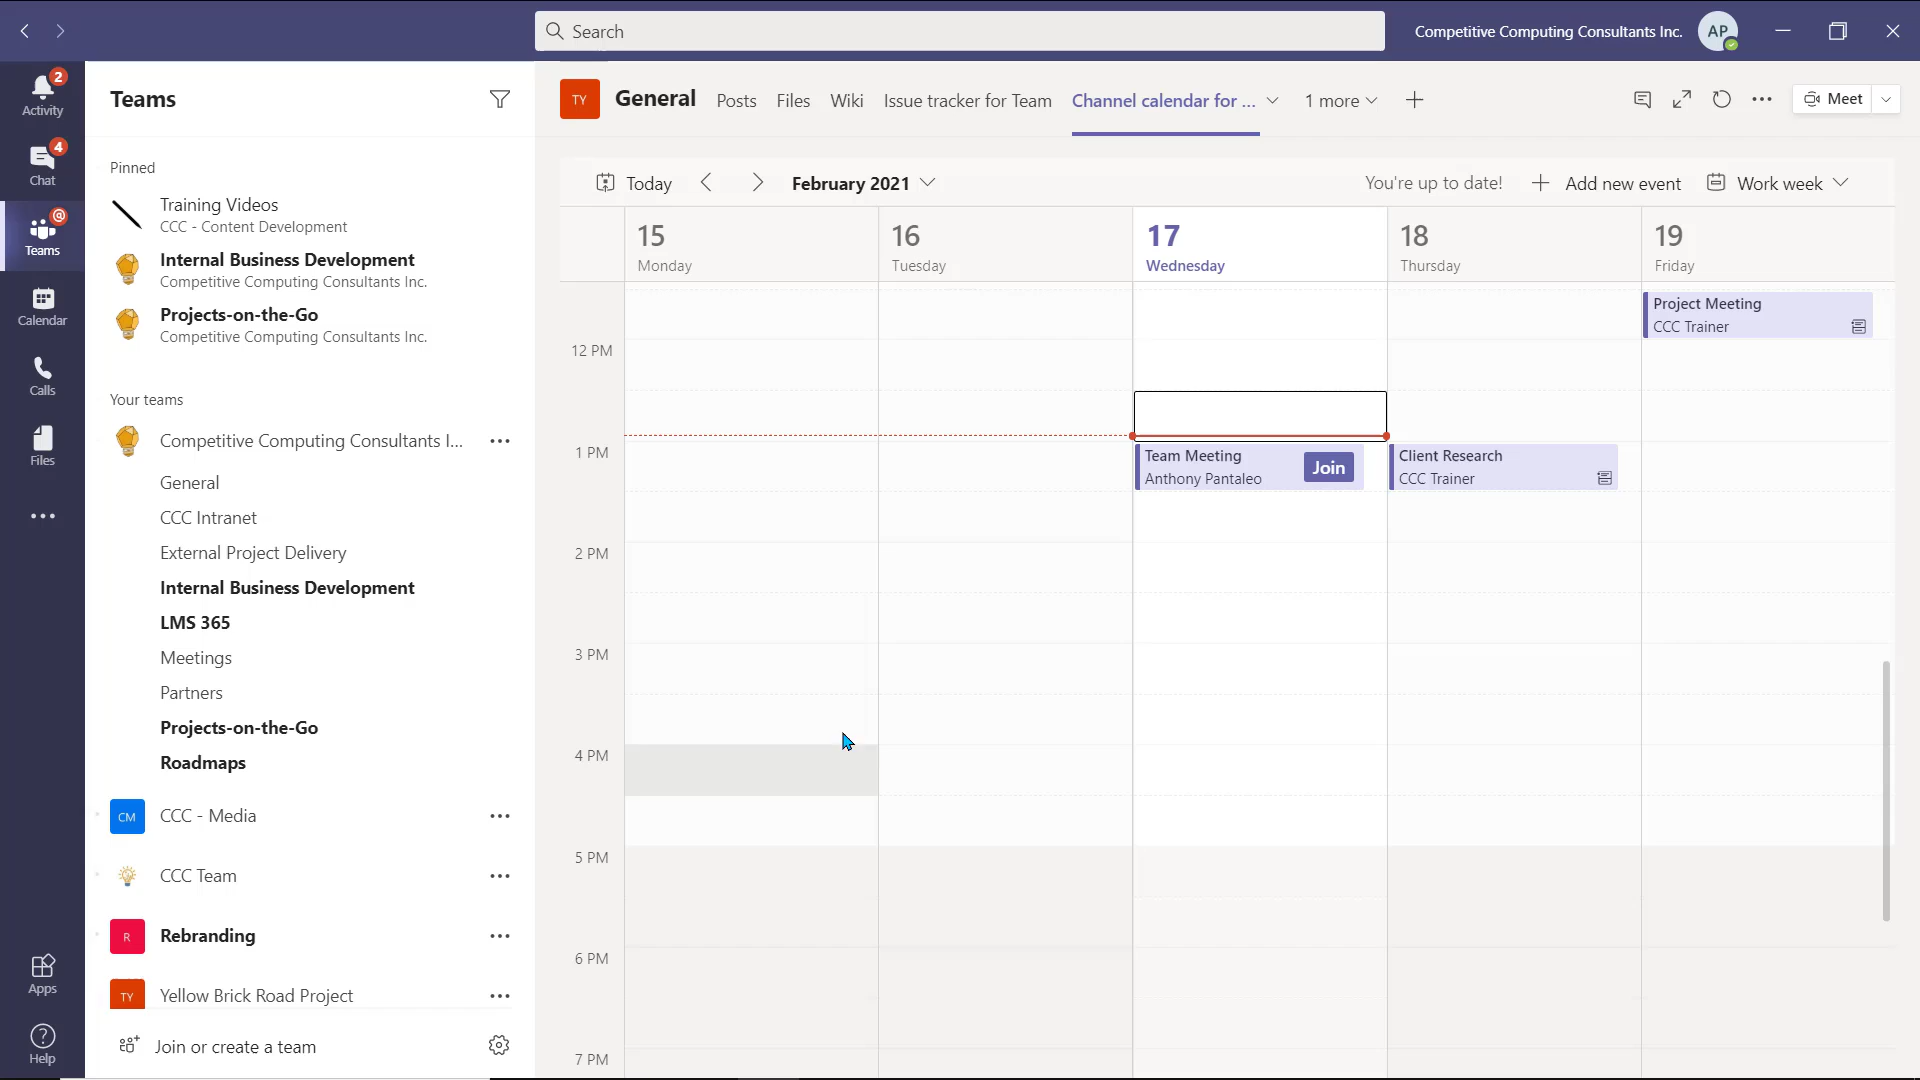 Search
Competitive Computing Consultants Inc.
AP
2
Activity
4
Chat
@
Teams
Calendar
Calls
Files
Apps
Help
Teams
Pinned
Training Videos
CCC - Content Development
Internal Business Development
Competitive Computing Consultants Inc.
Projects-on-the-Go
Competitive Computing Consultants Inc.
Your teams
Competitive Computing Consultants I...
General
CCC Intranet
External Project Delivery
Internal Business Development
LMS 365
Meetings
Partners
Projects-on-the-Go
Roadmaps
CM
CCC - Media
CCC Team
R
Rebranding
TY
Yellow Brick Road Project
Join or create a team
TY
General
Posts
Files
Wiki
Issue tracker for Team
Channel calendar for ...
1 more
Meet
Today
February 2021
You're up to date!
Add new event
Work week
15
Monday
16
Tuesday
17
Wednesday
18
Thursday
19
Friday
Project Meeting
CCC Trainer
12 PM
1 PM
Team Meeting
Anthony Pantaleo
Join
Client Research
CCC Trainer
2 PM
3 PM
4 PM
5 PM
6 PM
7 PM